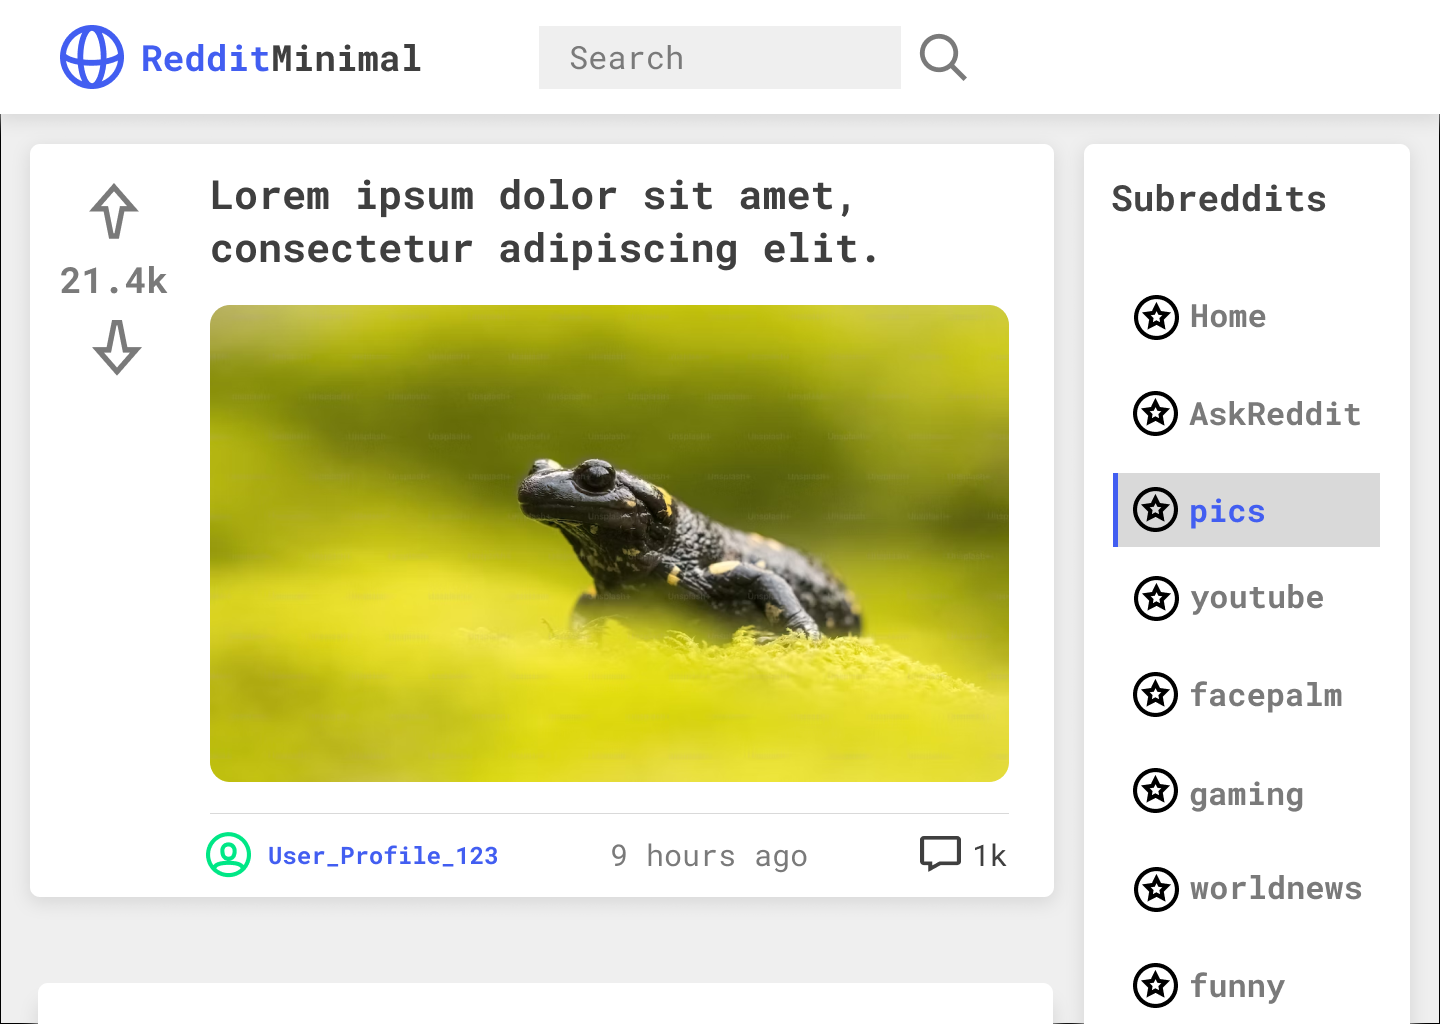 RedditMinimal
Search
21.4k
Lorem ipsum dolor sit amet,
consectetur adipiscing elit.
Unsplash+
User_Profile_123
9 hours ago
1k
Subreddits
Home
AskReddit
pics
youtube
facepalm
gaming
worldnews
funny